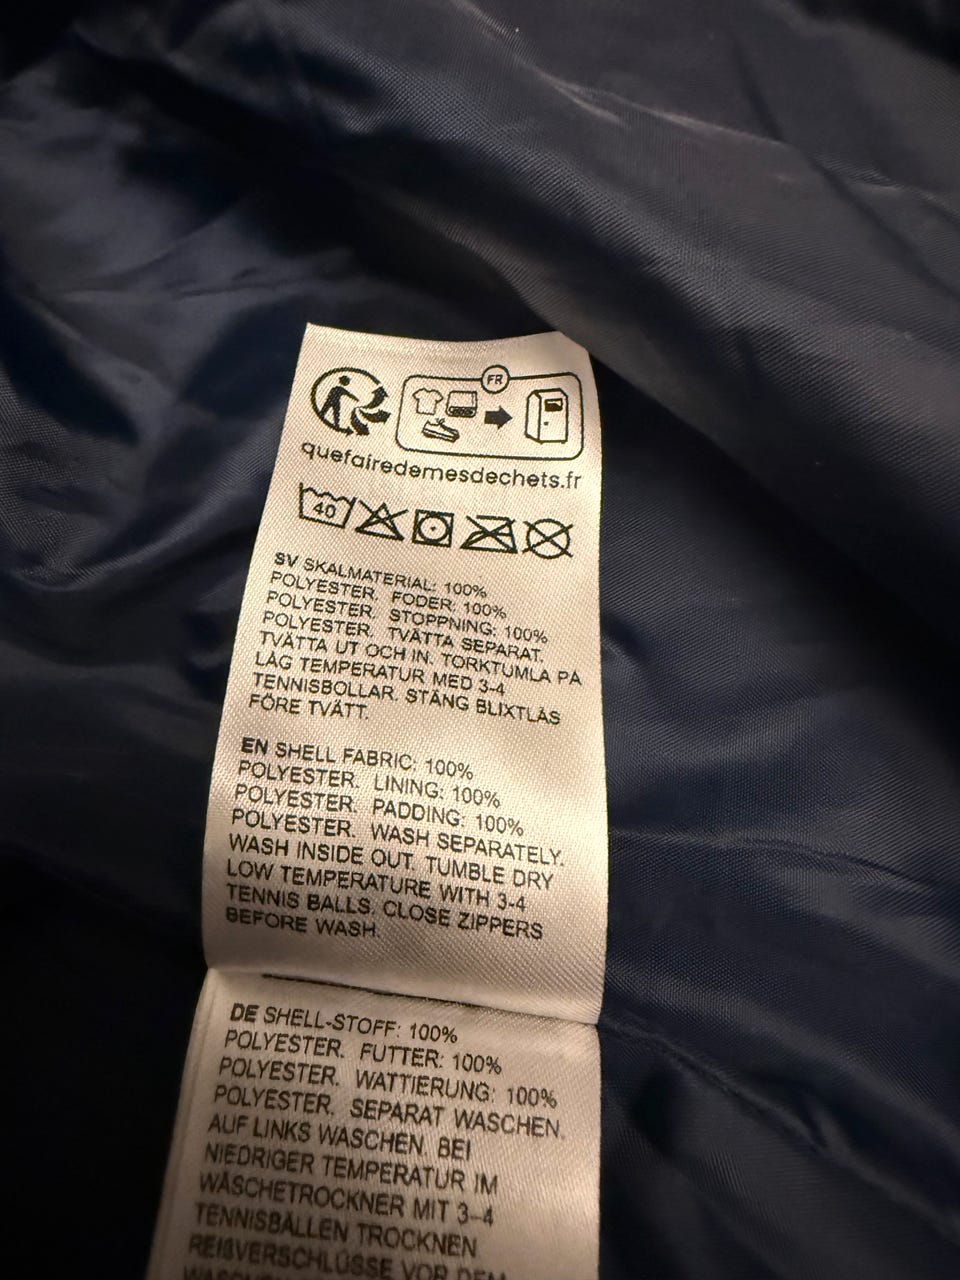 FR
quefairedemesdechets.fr
40
SV SKALMATERIAL: 100%
POLYESTER. FODER: 100%
POLYESTER. STOPPNING: 100%
POLYESTER. TVÄTTA SEPARAT.
TVÄTTA UT OCH IN. TORKTUMLA PÅ
LÅG TEMPERATUR MED 3-4
TENNISBOLLAR. STÄNG BLIXTLÅS
FÖRE TVÄTT.
EN SHELL FABRIC: 100%
POLYESTER. LINING: 100%
POLYESTER. PADDING: 100%
POLYESTER. WASH SEPARATELY.
WASH INSIDE OUT. TUMBLE DRY
LOW TEMPERATURE WITH 3-4
TENNIS BALLS. CLOSE ZIPPERS
BEFORE WASH.
DE SHELL-STOFF: 100%
POLYESTER. FUTTER: 100%
POLYESTER. WATTIERUNG: 100%
POLYESTER. SEPARAT WASCHEN.
AUF LINKS WASCHEN. BEI
NIEDRIGER TEMPERATUR IM
WÄSCHETROCKNER MIT 3-4
TENNISBÄLLEN TROCKNEN
REIßVERSCHLÜSSE VOR DEM
WASCHEN